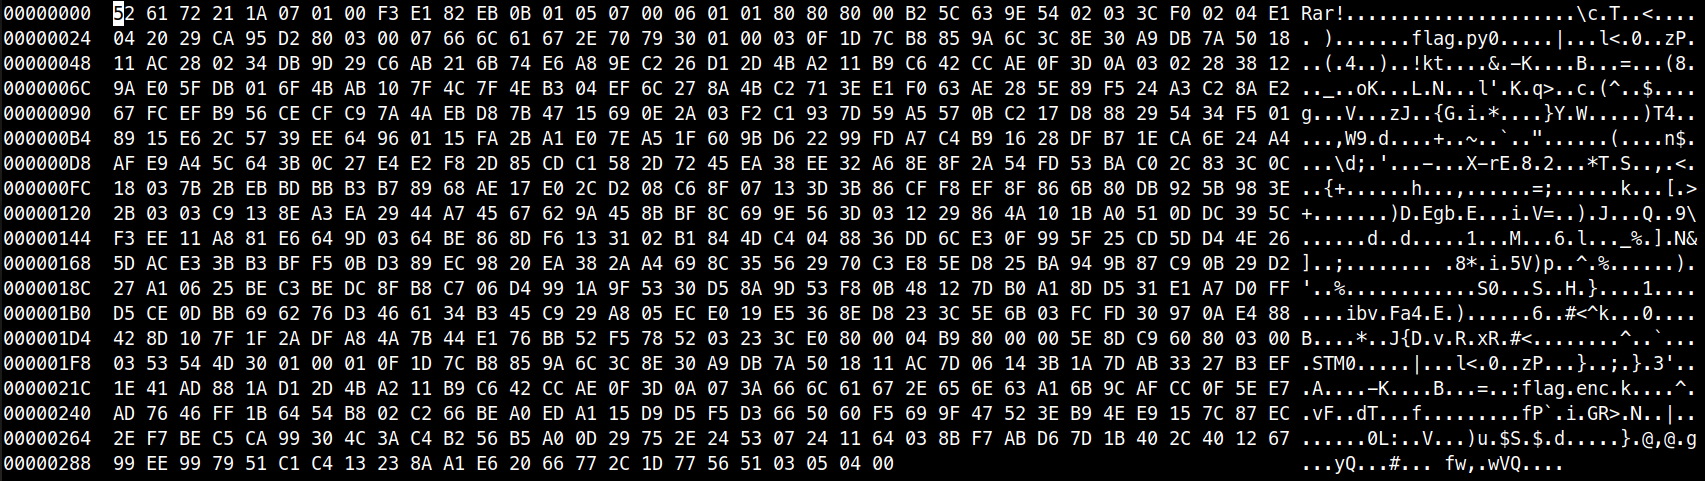 00000000 52 61 72 21 1A 07 01 00 F3 E1 82 EB 0B 01 05 07 00 06 01 01 80 80 80 00 B2 5C 63 9E 54 02 03 3C F0 02 04 E1 Rar!.....................\c.T..<....
00000024 04 20 29 CA 95 D2 80 03 00 07 66 6C 61 67 2E 70 79 30 01 00 03 0F 1D 7C B8 85 9A 6C 3C 8E 30 A9 DB 7A 50 18 . ).......flag.py0.....|...l<.0..zP.
00000048 11 AC 28 02 34 DB 9D 29 C6 AB 21 6B 74 E6 A8 9E C2 26 D1 2D 4B A2 11 B9 C6 42 CC AE 0F 3D 0A 03 02 28 38 12 ..(.4..)..!kt....&.-K....B...=...(8.
0000006C 9A E0 5F DB 01 6F 4B AB 10 7F 4C 7F 4E B3 04 EF 6C 27 8A 4B C2 71 3E E1 F0 63 AE 28 5E 89 F5 24 A3 C2 8A E2 .._..oK...L.N...l'.K.q>..c.(^..$....
00000090 67 FC EF B9 56 CE CF C9 7A 4A EB D8 7B 47 15 69 0E 2A 03 F2 C1 93 7D 59 A5 57 0B C2 17 D8 88 29 54 34 F5 01 g...V...zJ..{G.i.*....}Y.W.....)T4..
000000B4 89 15 E6 2C 57 39 EE 64 96 01 15 FA 2B A1 E0 7E A5 1F 60 9B D6 22 99 FD A7 C4 B9 16 28 DF B7 1E CA 6E 24 A4 ...,W9.d....+..~..`.."......(....n$.
000000D8 AF E9 A4 5C 64 3B 0C 27 E4 E2 F8 2D 85 CD C1 58 2D 72 45 EA 38 EE 32 A6 8E 8F 2A 54 FD 53 BA C0 2C 83 3C 0C ...\d;.'...-...X-rE.8.2...*T.S..,.<.
000000FC 18 03 7B 2B EB BD BB B3 B7 89 68 AE 17 E0 2C D2 08 C6 8F 07 13 3D 3B 86 CF F8 EF 8F 86 6B 80 DB 92 5B 98 3E ..{+......h...,......=;......k...[.>
00000120 2B 03 03 C9 13 8E A3 EA 29 44 A7 45 67 62 9A 45 8B BF 8C 69 9E 56 3D 03 12 29 86 4A 10 1B A0 51 0D DC 39 5C +.......)D.Egb.E...i.V=..).J...Q..9\
00000144 F3 EE 11 A8 81 E6 64 9D 03 64 BE 86 8D F6 13 31 02 B1 84 4D C4 04 88 36 DD 6C E3 0F 99 5F 25 CD 5D D4 4E 26 ......d..d.....1...M...6.l..._%.].N&
00000168 5D AC E3 3B B3 BF F5 0B D3 89 EC 98 20 EA 38 2A A4 69 8C 35 56 29 70 C3 E8 5E D8 25 BA 94 9B 87 C9 0B 29 D2 ]..;........ .8*.i.5V)p..^.%......).
0000018C 27 A1 06 25 BE C3 BE DC 8F B8 C7 06 D4 99 1A 9F 53 30 D5 8A 9D 53 F8 0B 48 12 7D B0 A1 8D D5 31 E1 A7 D0 FF '..%............S0...S..H.}....1....
000001B0 D5 CE 0D BB 69 62 76 D3 46 61 34 B3 45 C9 29 A8 05 EC E0 19 E5 36 8E D8 23 3C 5E 6B 03 FC FD 30 97 0A E4 88 ....ibv.Fa4.E.)......6..#<^k...0....
000001D4 42 8D 10 7F 1F 2A DF A8 4A 7B 44 E1 76 BB 52 F5 78 52 03 23 3C E0 80 00 04 B9 80 00 00 5E 8D C9 60 80 03 00 B....*..J{D.v.R.xR.#<........^..`...
000001F8 03 53 54 4D 30 01 00 01 0F 1D 7C B8 85 9A 6C 3C 8E 30 A9 DB 7A 50 18 11 AC 7D 06 14 3B 1A 7D AB 33 27 B3 EF .STM0.....|...l<.0..zP...}..;.}.3'..
0000021C 1E 41 AD 88 1A D1 2D 4B A2 11 B9 C6 42 CC AE 0F 3D 0A 07 3A 66 6C 61 67 2E 65 6E 63 A1 6B 9C AF CC 0F 5E E7 .A....-K....B...=..:flag.enc.k....^.
00000240 AD 76 46 FF 1B 64 54 B8 02 C2 66 BE A0 ED A1 15 D9 D5 F5 D3 66 50 60 F5 69 9F 47 52 3E B9 4E E9 15 7C 87 EC .vF..dT...f.........fP`.i.GR>.N..|..
00000264 2E F7 BE C5 CA 99 30 4C 3A C4 B2 56 B5 A0 0D 29 75 2E 24 53 07 24 11 64 03 8B F7 AB D6 7D 1B 40 2C 40 12 67 ......0L:..V...)u.$S.$.d.....}.@,@.g
00000288 99 EE 99 79 51 C1 C4 13 23 8A A1 E6 20 66 77 2C 1D 77 56 51 03 05 04 00 ...yQ...#... fw,.wVQ....